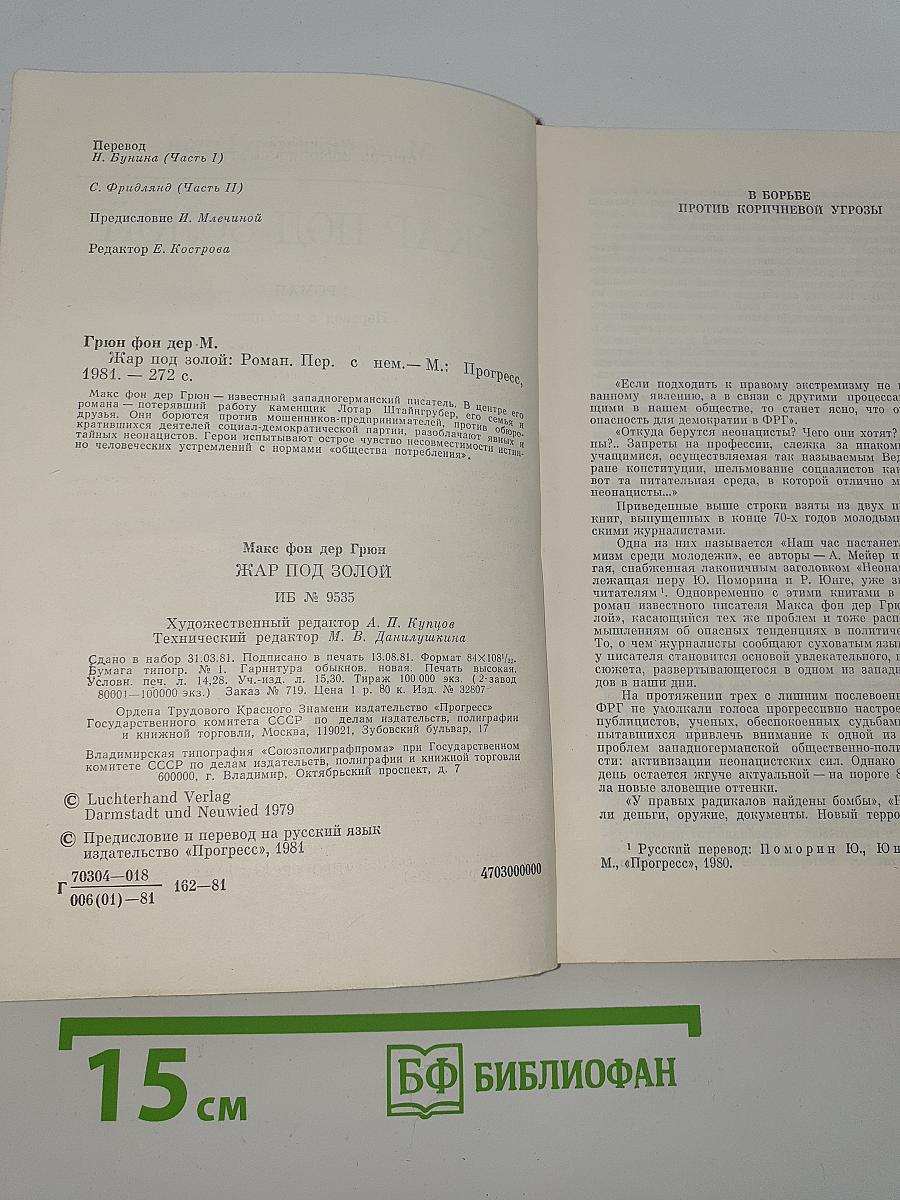 Перевод
Н. Бунина (Часть I)
С. Фридлянд (Часть II)
Предисловие И. Млечиной
Редактор Е. Кострова
Грюн фон дер М.
Жар под золой: Роман. Пер. с нем.— М.: Прогресс,
1981. — 272 с.
Макс фон дер Грюн — известный западногерманский писатель. В центре его
романа — потерявший работу каменщик Лотар Штайнгрубер, его семья и
друзья. Они борются против мошенников-предпринимателей, против обюро-
кратившихся деятелей социал-демократической партии, разоблачают явных и
тайных неонацистов. Герои испытывают острое чувство несовместимости истин-
но человеческих устремлений с нормами «общества потребления».
Макс фон дер Грюн
ЖАР ПОД ЗОЛОЙ
ИБ № 9535
Художественный редактор А. П. Купцов
Технический редактор М. В. Данилушкина
Сдано в набор 31.03.81. Подписано в печать 13.08.81. Формат 84×108¹/₃₂.
Бумага типогр. № 1. Гарнитура обыкнов. новая. Печать высокая.
Условн. печ. л. 14,28. Уч.-изд. л. 15,30. Тираж 100 000 экз. (2-завод
80001—100000 экз.) Заказ № 719. Цена 1 р. 80 к. Изд. № 32807
Ордена Трудового Красного Знамени издательство «Прогресс»
Государственного комитета СССР по делам издательств, полиграфии
и книжной торговли, Москва, 119021, Зубовский бульвар, 17
Владимирская типография «Союзполиграфпрома» при Государственном
комитете СССР по делам издательств, полиграфии и книжной торговли
600000, г. Владимир, Октябрьский проспект, д. 7
© Luchterhand Verlag
Darmstadt und Neuwied 1979
© Предисловие и перевод на русский язык
издательство «Прогресс», 1981
Г 70304—018
006(01)—81 162—81
4703000000
В БОРЬБЕ
ПРОТИВ КОРИЧНЕВОЙ УГРОЗЫ
«Если подходить к правому экстремизму не
ванному явлению, а в связи с другими процесса
щими в нашем обществе, то станет ясно, что
опасность для демократии в ФРГ».
«Откуда берутся неонацисты? Чего они хотят?
ны?.. Запреты на профессии, слежка за инаком
учащимися, осуществляемая так называемым Вед
ране конституции, шельмование социалистов ка
вот та питательная среда, в которой отлично м
неонацисты...»
Приведенные выше строки взяты из двух п
книг, выпущенных в конце 70-х годов молодыми
скими журналистами.
Одна из них называется «Наш час настанет
мизм среди молодежи», ее авторы — А. Мейер и
гая, снабженная лаконичным заголовком «Неона
лежащая перу Ю. Поморина и Р. Юнге, уже з
читателям ¹. Одновременно с этими книгами в
роман известного писателя Макса фон дер Грю
лой», касающийся тех же проблем и тоже распо
мышлениям об опасных тенденциях в политиче
То, о чем журналисты сообщают суховатым язы
у писателя становится основой увлекательного,
сюжета, развертывающегося в одном из запад
дов в наши дни.
На протяжении трех с лишним послевоен
ФРГ не умолкали голоса прогрессивно настрое
публицистов, ученых, обеспокоенных судьбам
пытавшихся привлечь внимание к одной из
проблем западногерманской общественно-поли
сти: активизации неонацистских сил. Однако
день остается жгуче актуальной — на пороге 8
ла новые зловещие оттенки.
«У правых радикалов найдены бомбы», «Н
ли деньги, оружие, документы. Новый терро
¹ Русский перевод: Поморин Ю., Юн
М., «Прогресс», 1980.
15 см
БФ БИБЛИОФАН